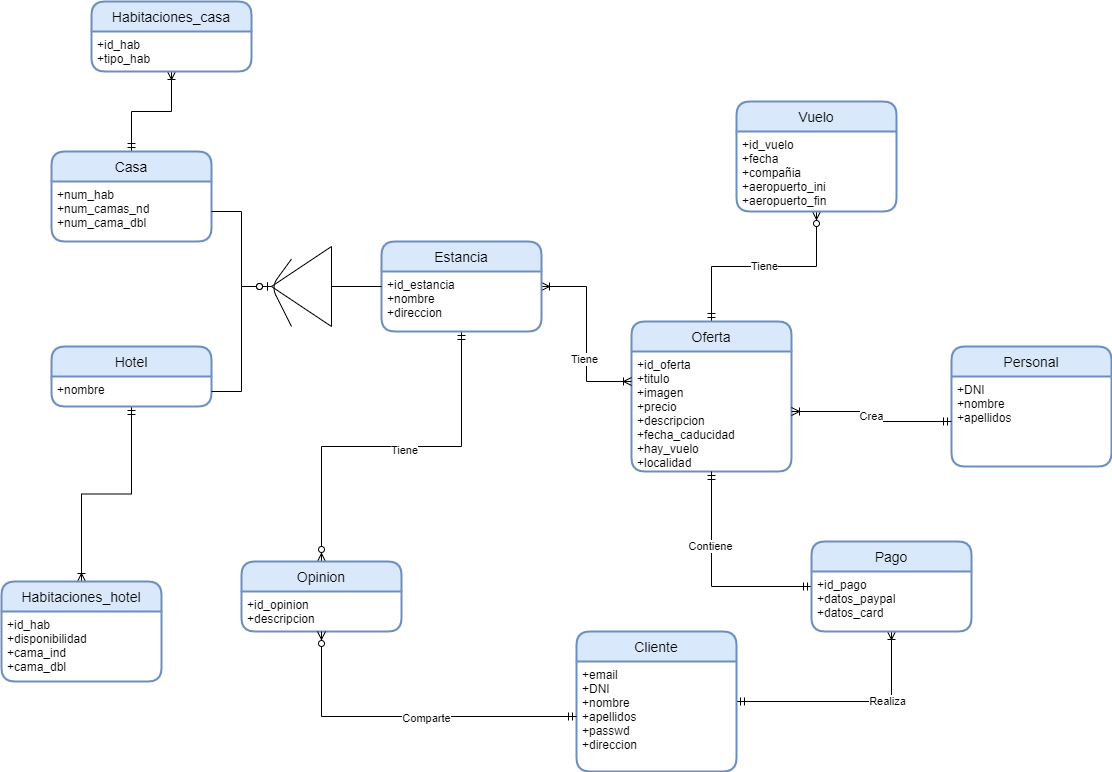 Habitaciones_casa
+id_hab
+tipo_hab
Vuelo
+id_vuelo
+fecha
+compañia
+aeropuerto_ini
+aeropuerto_fin
Casa
+num_hab
+num_camas_nd
+num_cama_dbl
Estancia
+id_estancia
+nombre
+direccion
Tiene
Oferta
+id_oferta
+titulo
+imagen
+precio
+descripcion
+fecha_caducidad
+hay_vuelo
+localidad
Hotel
+nombre
Tiene
Personal
+DNI
+nombre
+apellidos
Crea
Tiene
Contiene
Pago
+id_pago
+datos_paypal
+datos_card
Opinion
+id_opinion
+descripcion
Habitaciones_hotel
+id_hab
+disponibilidad
+cama_ind
+cama_dbl
Cliente
+email
+DNI
+nombre
+apellidos
+passwd
+direccion
Realiza
Comparte